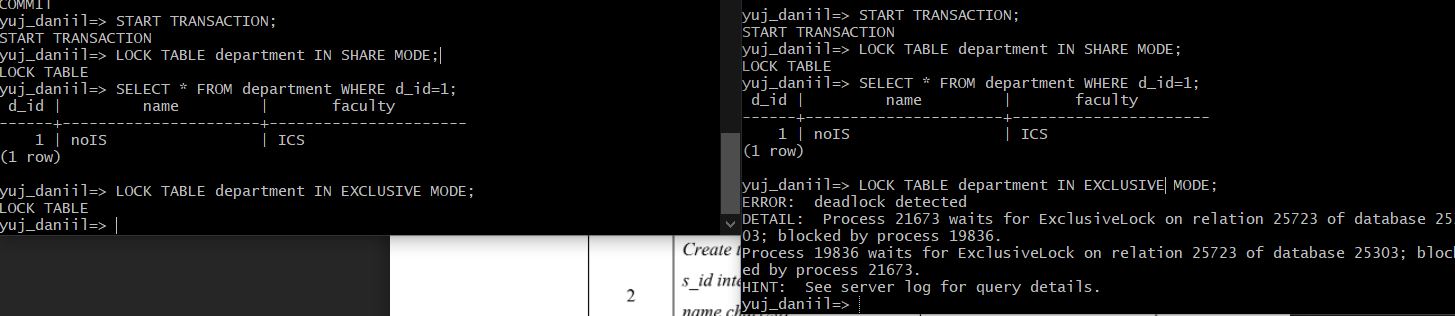 COMMIT
yuj_daniil=> START TRANSACTION;
START TRANSACTION
yuj_daniil=> LOCK TABLE department IN SHARE MODE;
LOCK TABLE
yuj_daniil=> SELECT * FROM department WHERE d_id=1;
d_id | name | faculty
------+----------------------+----------------------
1 | noIS | ICS
(1 row)
yuj_daniil=> LOCK TABLE department IN EXCLUSIVE MODE;
LOCK TABLE
yuj_daniil=>
yuj_daniil=> START TRANSACTION;
START TRANSACTION
yuj_daniil=> LOCK TABLE department IN SHARE MODE;
LOCK TABLE
yuj_daniil=> SELECT * FROM department WHERE d_id=1;
d_id | name | faculty
------+----------------------+----------------------
1 | noIS | ICS
(1 row)
yuj_daniil=> LOCK TABLE department IN EXCLUSIVE MODE;
ERROR: deadlock detected
DETAIL: Process 21673 waits for ExclusiveLock on relation 25723 of database 253
03; blocked by process 19836.
Process 19836 waits for ExclusiveLock on relation 25723 of database 25303; block
ed by process 21673.
HINT: See server log for query details.
yuj_daniil=>
2
Create
s_id
name